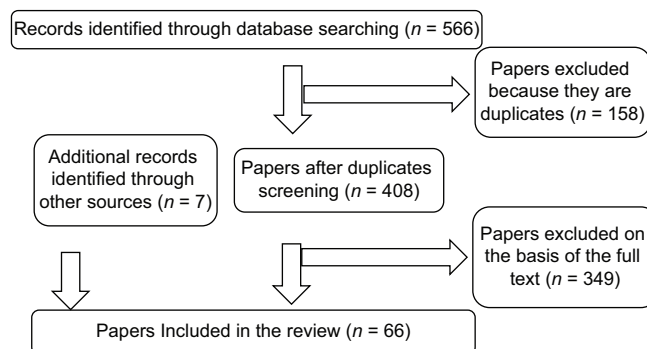 Records identified through database searching (n = 566)
Papers excluded
because they are
duplicates (n = 158)
Additional records
identified through
other sources (n = 7)
Papers after duplicates
screening (n = 408)
Papers excluded on
the basis of the full
text (n = 349)
Papers Included in the review (n = 66)